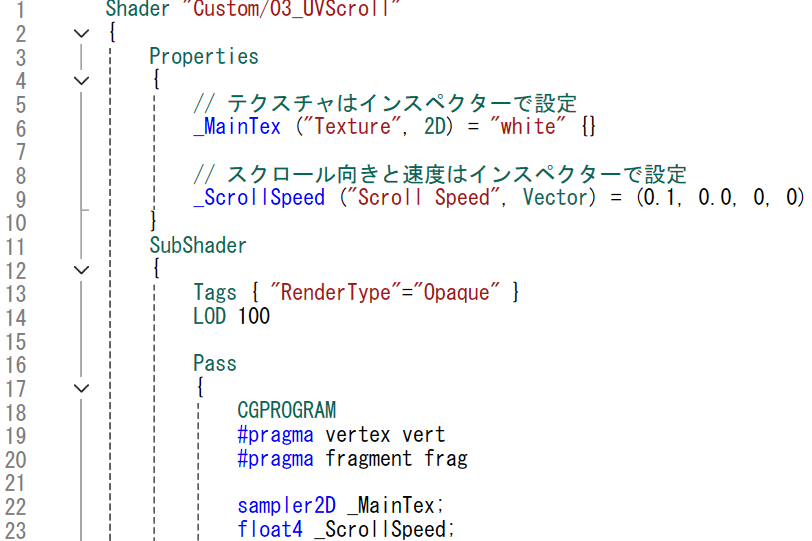 1 Shader "Custom/03_UVScroll"
2 {
3 Properties
4 {
5 // テクスチャはインスペクターで設定
6 _MainTex ("Texture", 2D) = "white" {}
7
8 // スクロール向きと速度はインスペクターで設定
9 _ScrollSpeed ("Scroll Speed", Vector) = (0.1, 0.0, 0, 0)
10 }
11 SubShader
12 {
13 Tags { "RenderType"="Opaque" }
14 LOD 100
15
16 Pass
17 {
18 CGPROGRAM
19 #pragma vertex vert
20 #pragma fragment frag
21
22 sampler2D _MainTex;
23 float4 _ScrollSpeed;